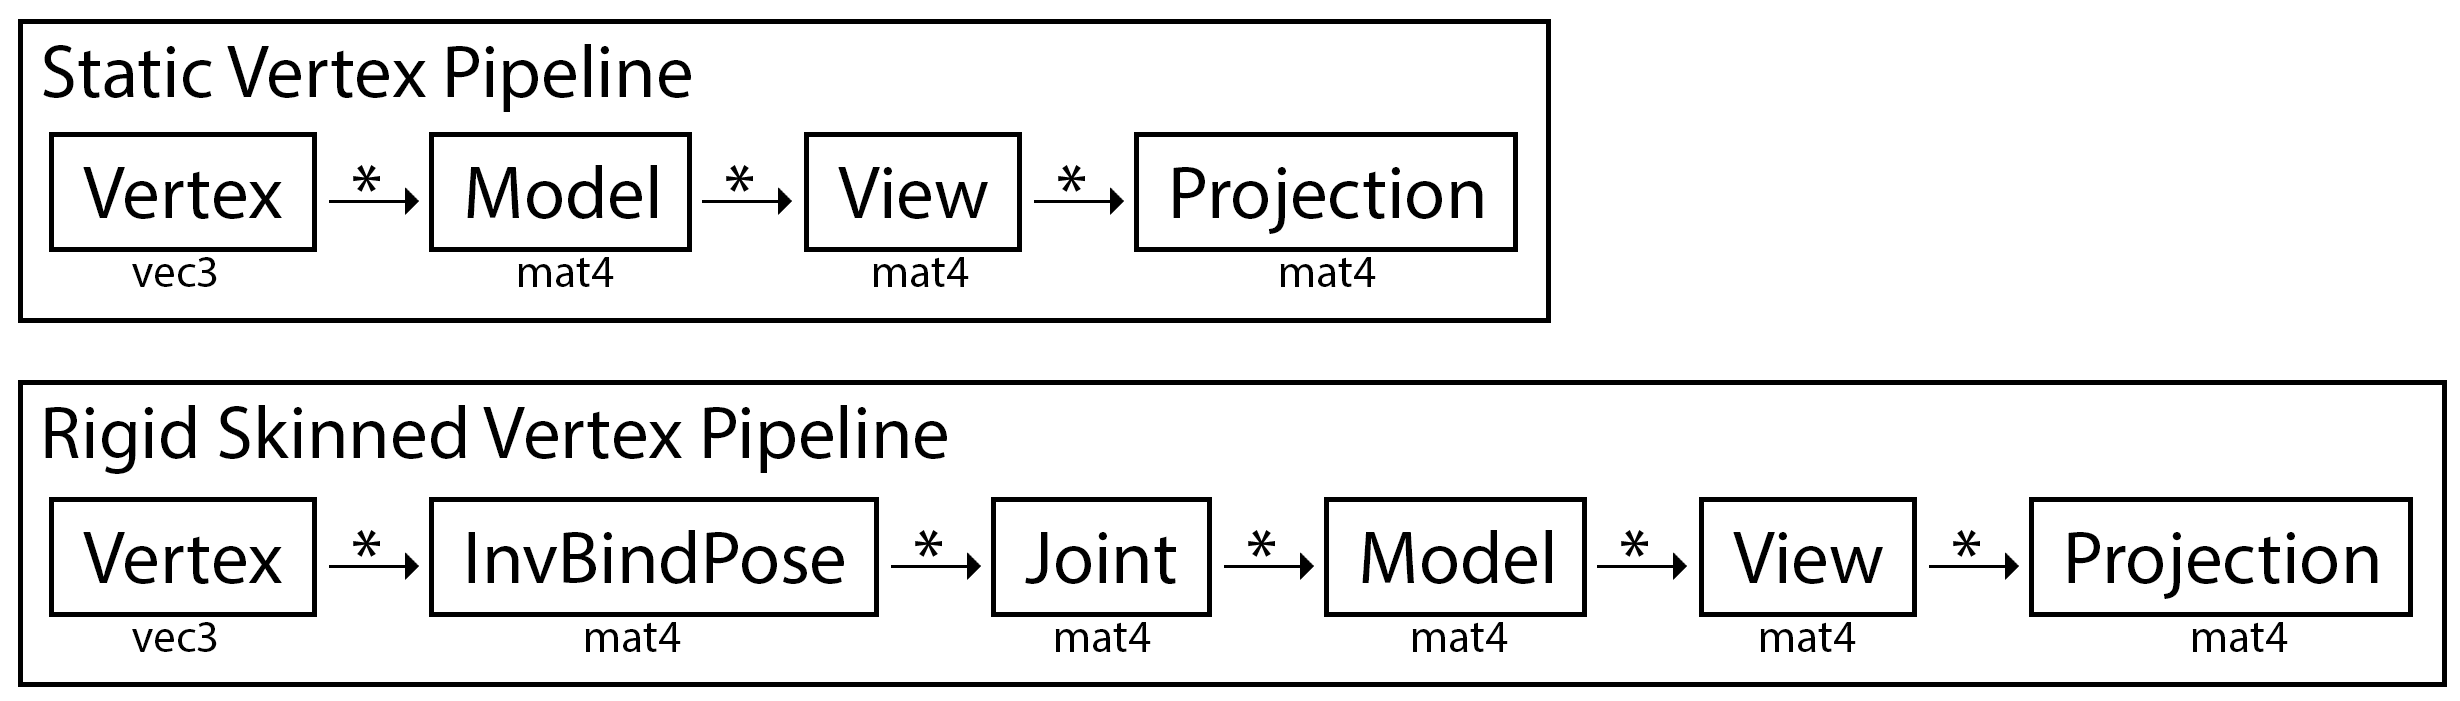 Static Vertex Pipeline
Vertex * Model * View * Projection
vec3 mat4 mat4 mat4
Rigid Skinned Vertex Pipeline
Vertex * InvBindPose * Joint * Model * View * Projection
vec3 mat4 mat4 mat4 mat4 mat4